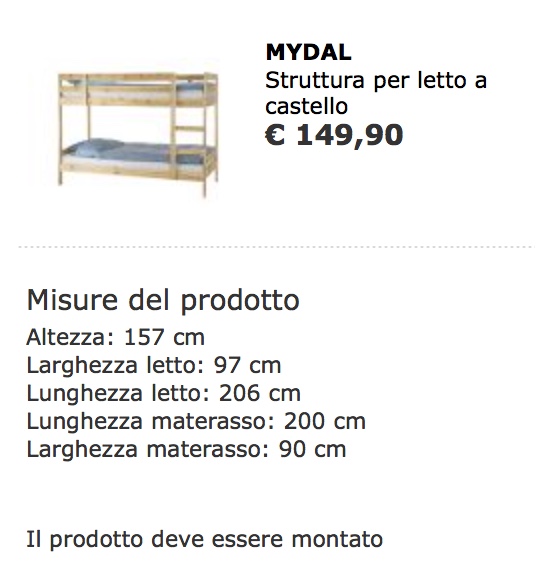 MYDAL
Struttura per letto a
castello
€ 149,90
Misure del prodotto
Altezza: 157 cm
Larghezza letto: 97 cm
Lunghezza letto: 206 cm
Lunghezza materasso: 200 cm
Larghezza materasso: 90 cm
Il prodotto deve essere montato